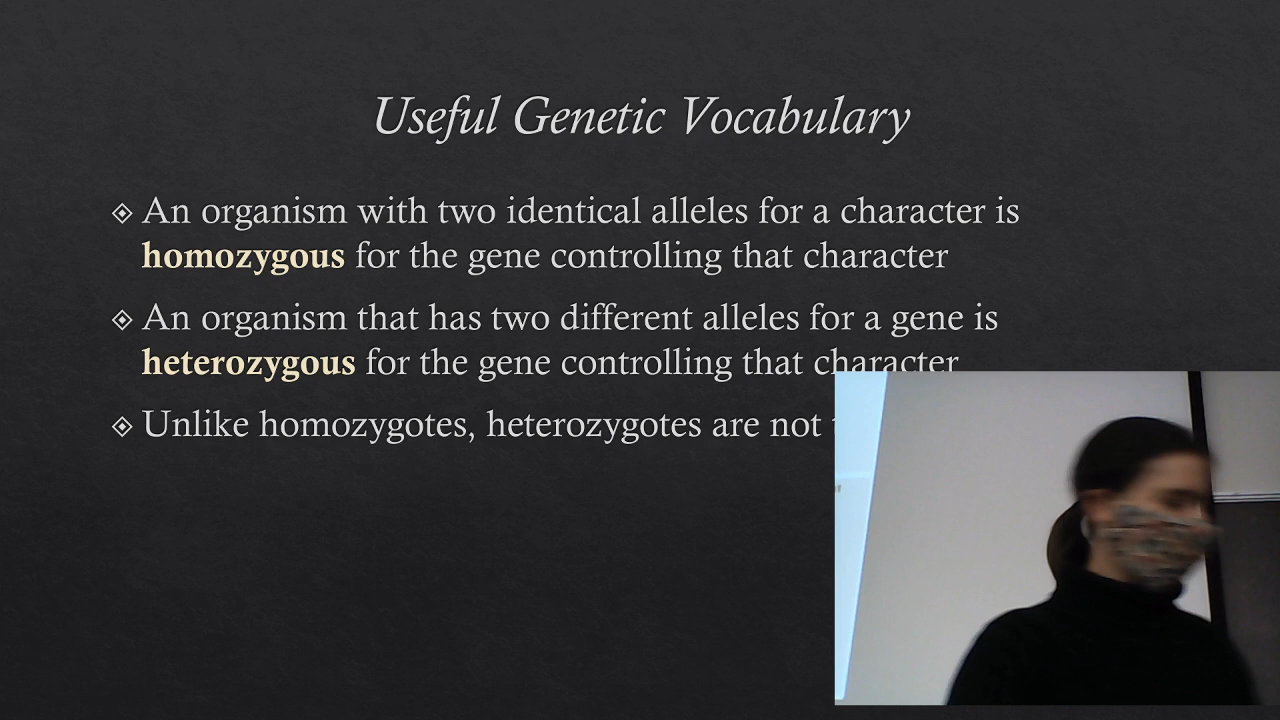 Useful Genetic Vocabulary
An organism with two identical alleles for a character is
homozygous for the gene controlling that character
An organism that has two different alleles for a gene is
heterozygous for the gene controlling that character
Unlike homozygotes, heterozygotes are not